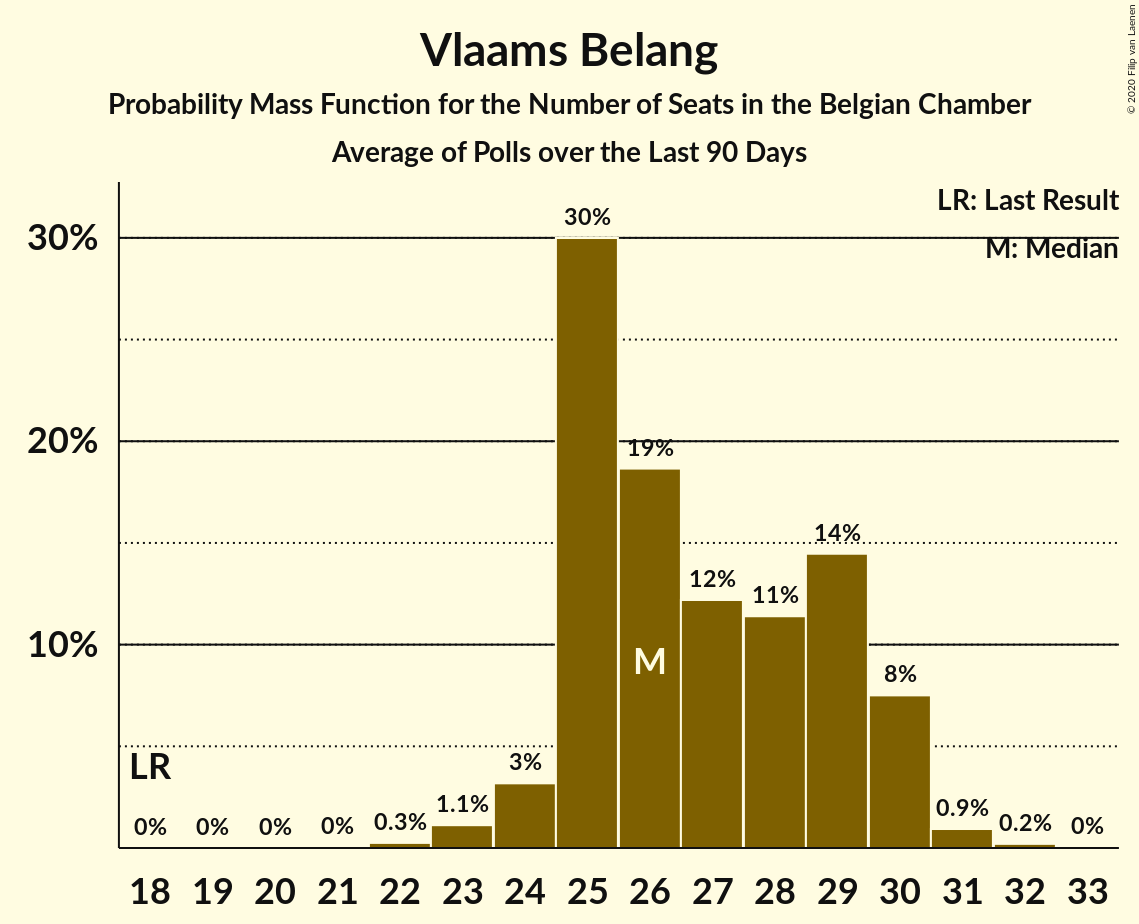 Vlaams Belang
Probability Mass Function for the Number of Seats in the Belgian Chamber
Average of Polls over the Last 90 Days
© 2020 Filip van Laenen
LR: Last Result
M: Median
30%
20%
10%
30%
19%
14%
12%
11%
8%
3%
1.1%
0.9%
0.3%
0.2%
0%
0%
0%
0%
0%
M
LR
18 19 20 21 22 23 24 25 26 27 28 29 30 31 32 33